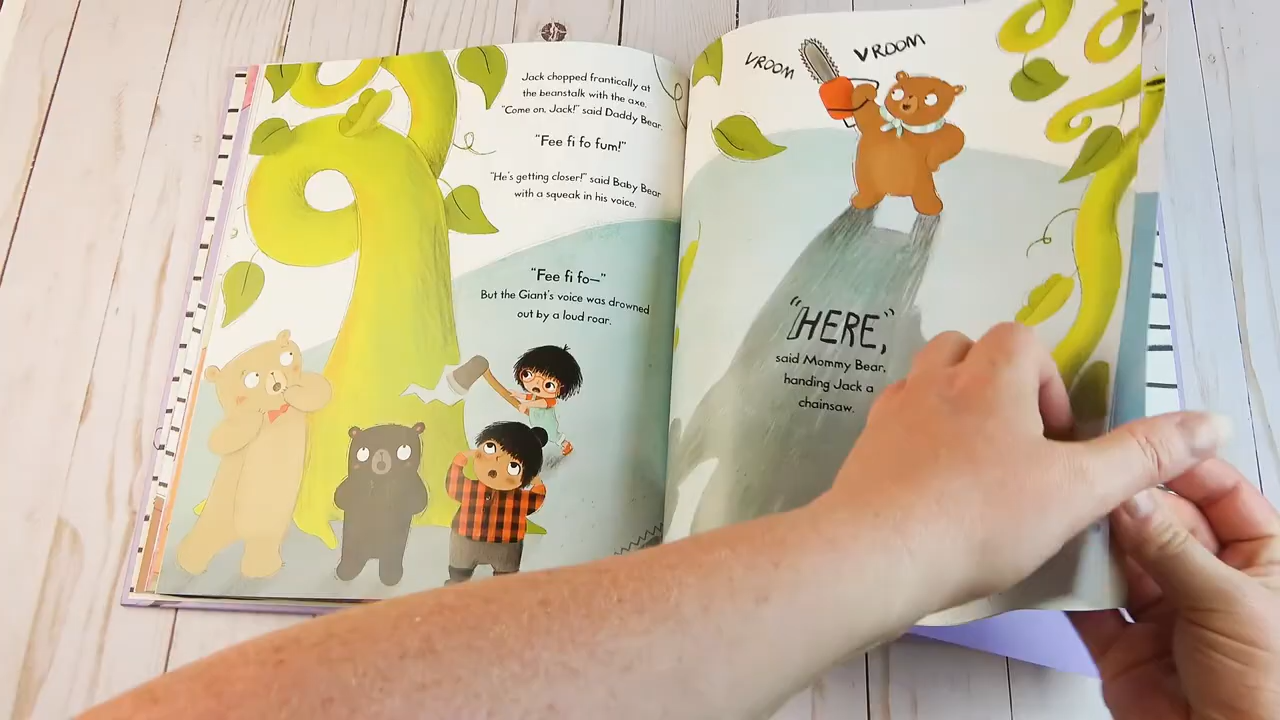 Jack chopped frantically at
the beanstalk with the axe.
"Come on, Jack!" said Daddy Bear.
"Fee fi fo fum!"
"He's getting closer!" said Baby Bear
with a squeak in his voice.
"Fee fi fo—"
But the Giant's voice was drowned
out by a loud roar.
VROOM
VROOM
"HERE,"
said Mommy Bear,
handing Jack a
chainsaw.